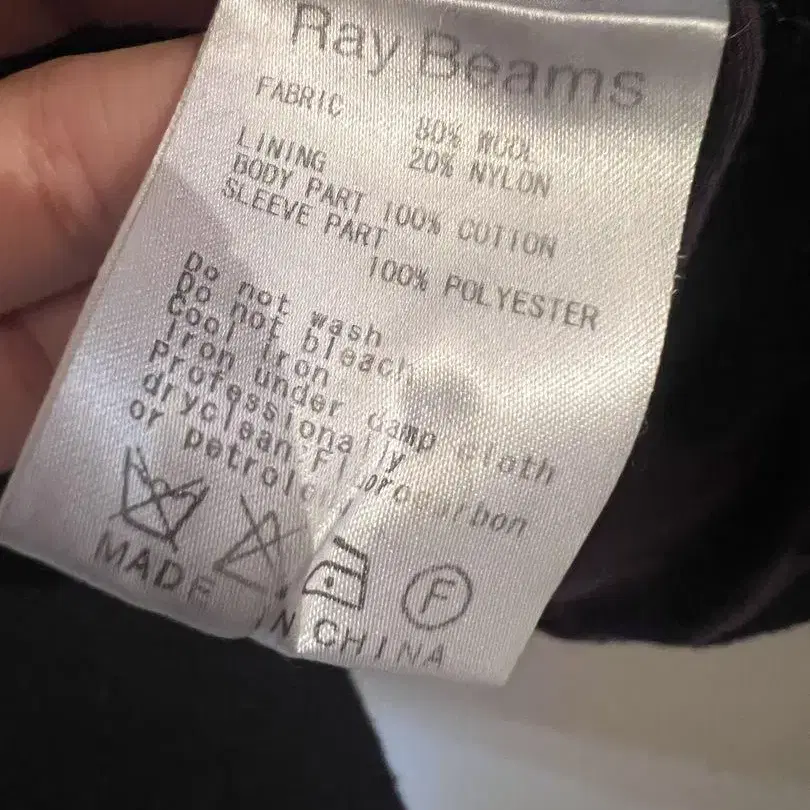 Ray Beams
FABRIC 80% WOOL
20% NYLON
LINING
BODY PART 100% COTTON
SLEEVE PART
100% POLYESTER
Do not wash
Do not bleach
Cool iron
Iron under damp cloth
Professionally
dryclean:Fluorocarbon
or petroleum
F
MADE IN CHINA